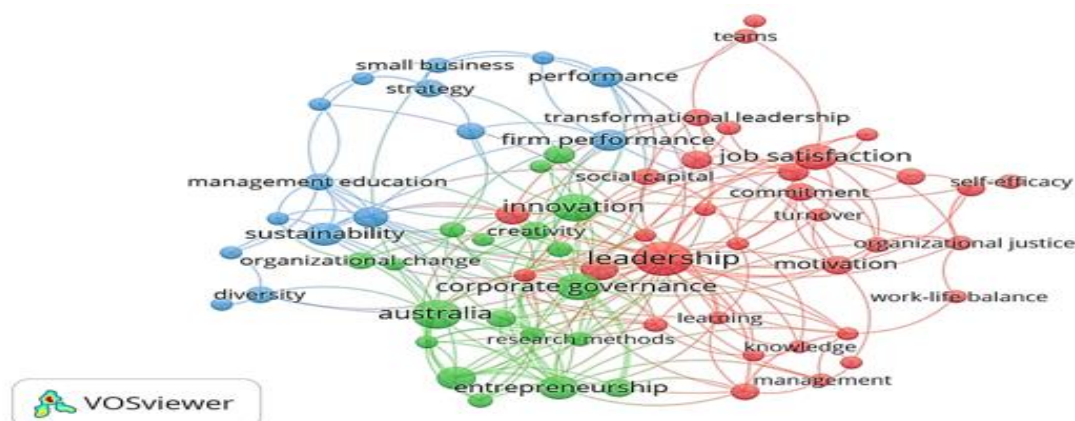 teams
small business
performance
strategy
transformational leadership
firm performance
job satisfaction
social capital
management education
commitment
self-efficacy
innovation
turnover
creativity
sustainability
organizational justice
leadership
organizational change
motivation
corporate governance
diversity
work-life balance
australia
learning
research methods
knowledge
management
entrepreneurship
VOSviewer